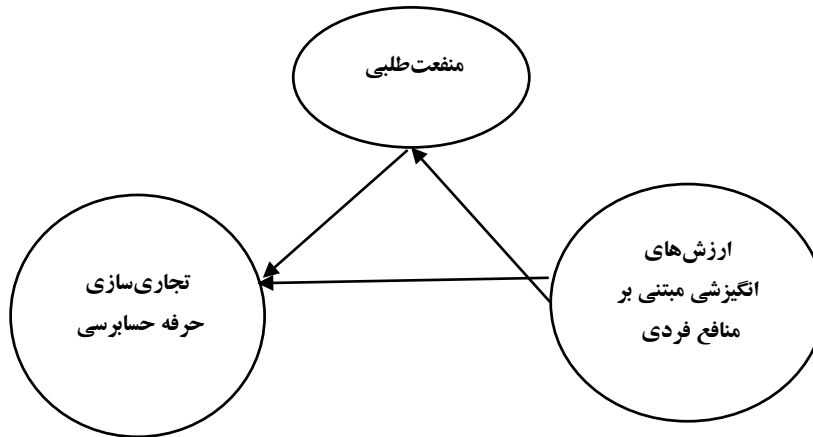 منفعت‌طلبی
ارزش‌های
انگیزشی مبتنی بر
منافع فردی
تجاری‌سازی
حرفه حسابرسی